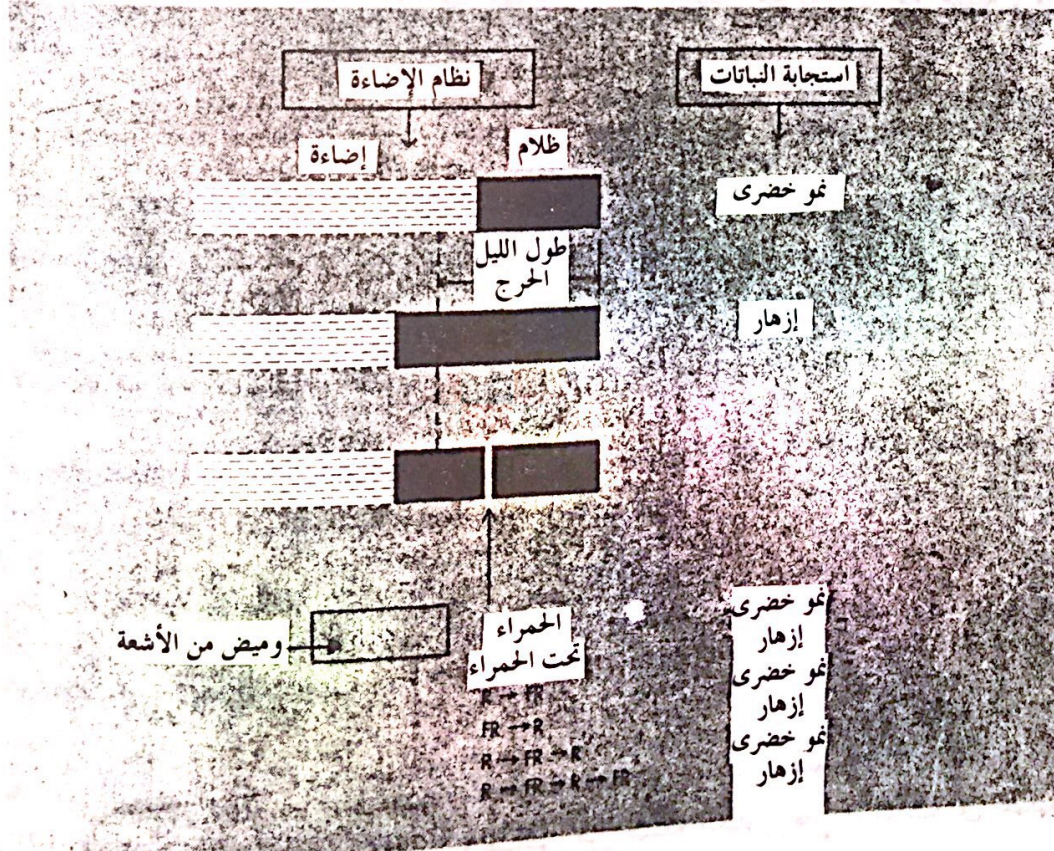 استجابة النباتات
نظام الإضاءة
ظلام
إضاءة
نمو خضرى
طول الليل
الحرج
إزهار
الحمراء
تحت الحمراء
وميض من الأشعة
R → FR
FR → R
R → FR → R
R → FR → R → FR
نمو خضرى
إزهار
نمو خضرى
إزهار
نمو خضرى
إزهار